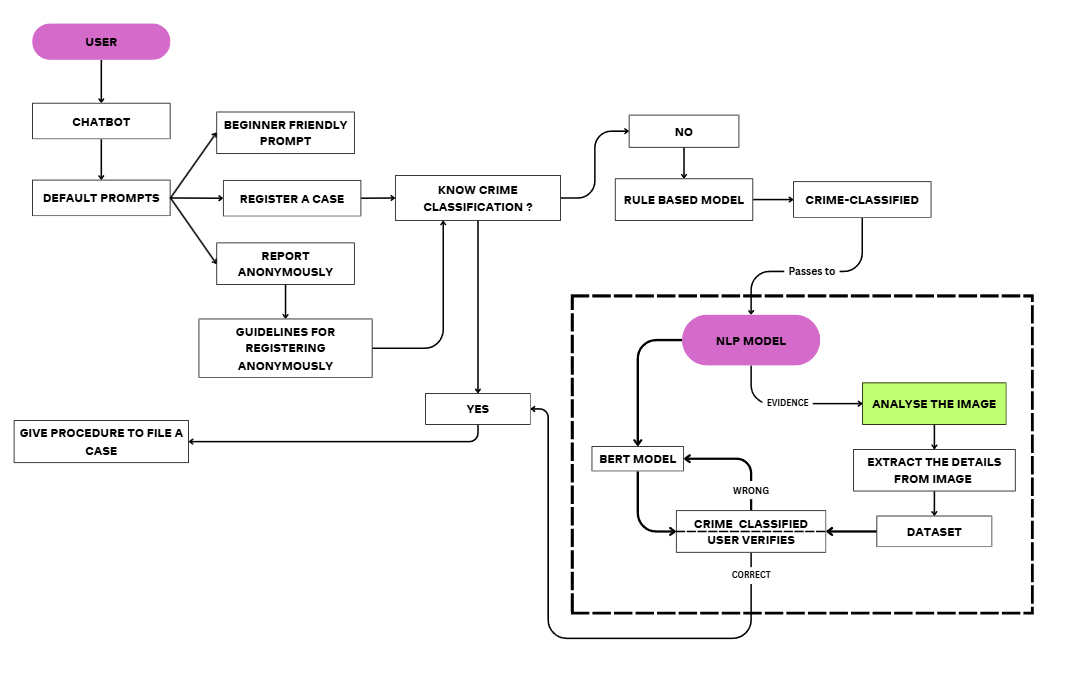 USER
CHATBOT
DEFAULT PROMPTS
BEGINNER FRIENDLY
PROMPT
REGISTER A CASE
REPORT
ANONYMOUSLY
GUIDELINES FOR
REGISTERING
ANONYMOUSLY
KNOW CRIME
CLASSIFICATION ?
NO
RULE BASED MODEL
CRIME-CLASSIFIED
Passes to
NLP MODEL
EVIDENCE
ANALYSE THE IMAGE
EXTRACT THE DETAILS
FROM IMAGE
DATASET
BERT MODEL
WRONG
CRIME CLASSIFIED
USER VERIFIES
CORRECT
YES
GIVE PROCEDURE TO FILE A
CASE